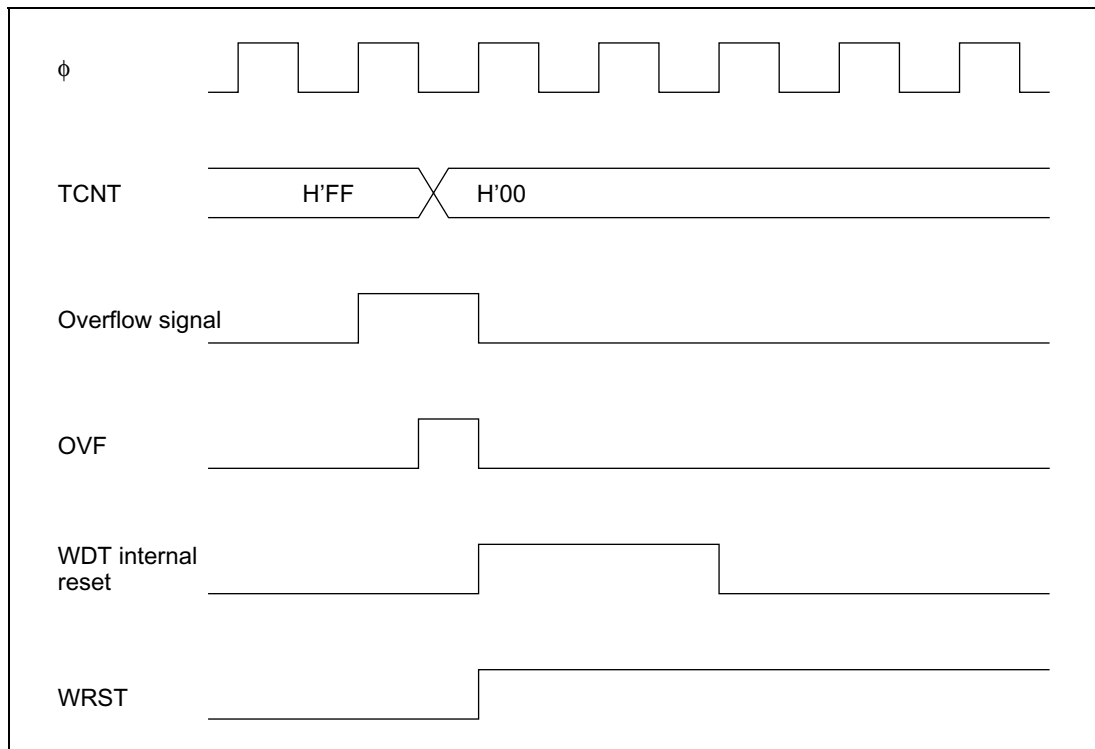 ϕ
TCNT
H’FF
H’00
Overflow signal
OVF
WDT internal
reset
WRST